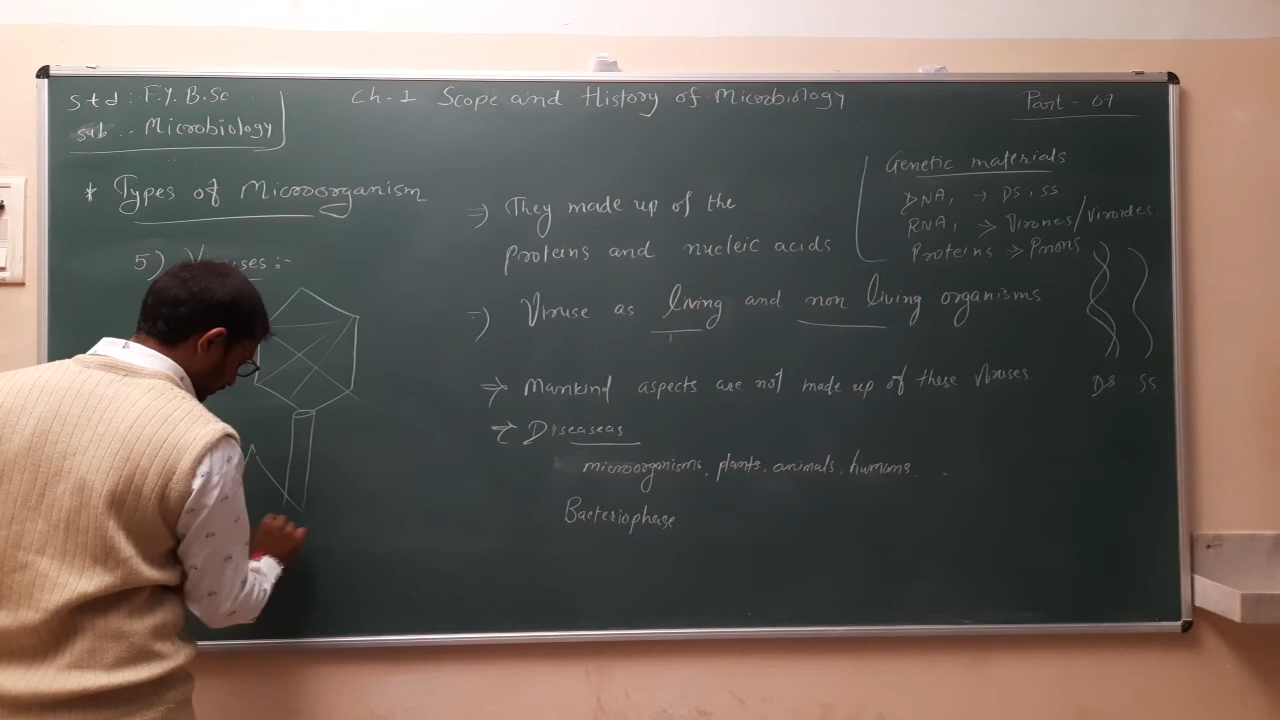 Std : F.Y. B.Sc
sub :- Microbiology
Ch-1 Scope and History of Microbiology
Part - 07
* Types of Microorganism
5) Viruses :-
=) They made up of the
proteins and nucleic acids
Genetic materials
DNA, → DS, SS
RNA, → Virones/Viroides.
Proteins → Prions
=) Viruse as living and non living organisms
DS SS
=> Mankind aspects are not made up of these Viruses
=> Diseaseas
microorganisms, plants, animals, humans ..
Bacteriophase